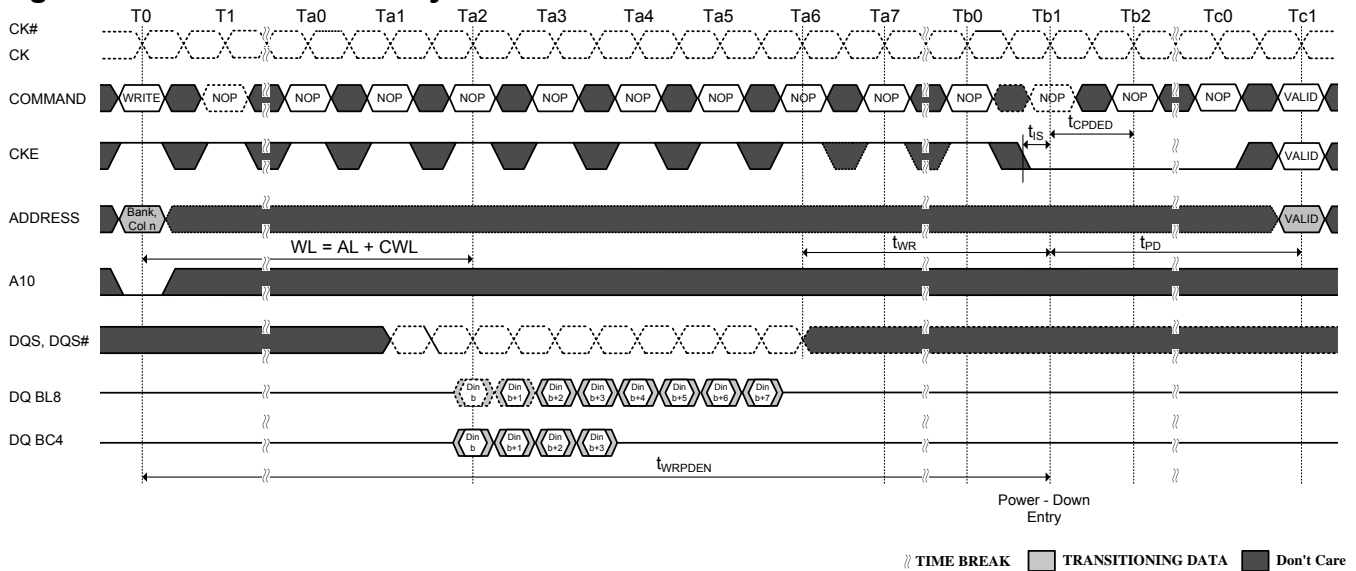 T0 T1 Ta0 Ta1 Ta2 Ta3 Ta4 Ta5 Ta6 Ta7 Tb0 Tb1 Tb2 Tc0 Tc1
CK#
CK
COMMAND WRITE NOP NOP NOP NOP NOP NOP NOP NOP NOP NOP NOP NOP NOP VALID
tIS tCPDED
CKE VALID
ADDRESS Bank, Col n VALID
WL = AL + CWL tWR tPD
A10
DQS, DQS#
DQ BL8 Din b Din b+1 Din b+2 Din b+3 Din b+4 Din b+5 Din b+6 Din b+7
DQ BC4 Din b Din b+1 Din b+2 Din b+3
tWRPDEN
Power - Down
Entry
TIME BREAK TRANSITIONING DATA Don't Care